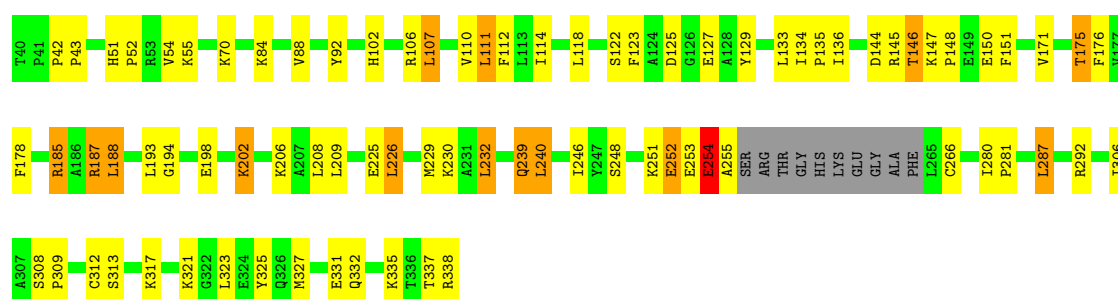 T40 P41 P42 P43 H51 P52 R53 V54 K55 K70 K84 V88 Y92 H102 R106 L107 V110 L111 F112 L113 I114 L118 S122 F123 A124 D125 G126 E127 A128 Y129 L133 I134 P135 I136 D144 R145 T146 K147 P148 E149 E150 F151 V171 T175 F176 V177
F178 R185 A186 R187 L188 L193 G194 E198 K202 K206 A207 L208 L209 E225 L226 M229 K230 A231 L232 Q239 L240 I246 Y247 S248 K251 E252 E253 E254 A255 SER ARG THR GLY HIS LYS GLU GLY ALA PHE L265 C266 I280 P281 L287 R292 I306
A307 S308 P309 C312 S313 K317 K321 G322 L323 E324 Y325 Q326 M327 E331 Q332 K335 T336 T337 R338